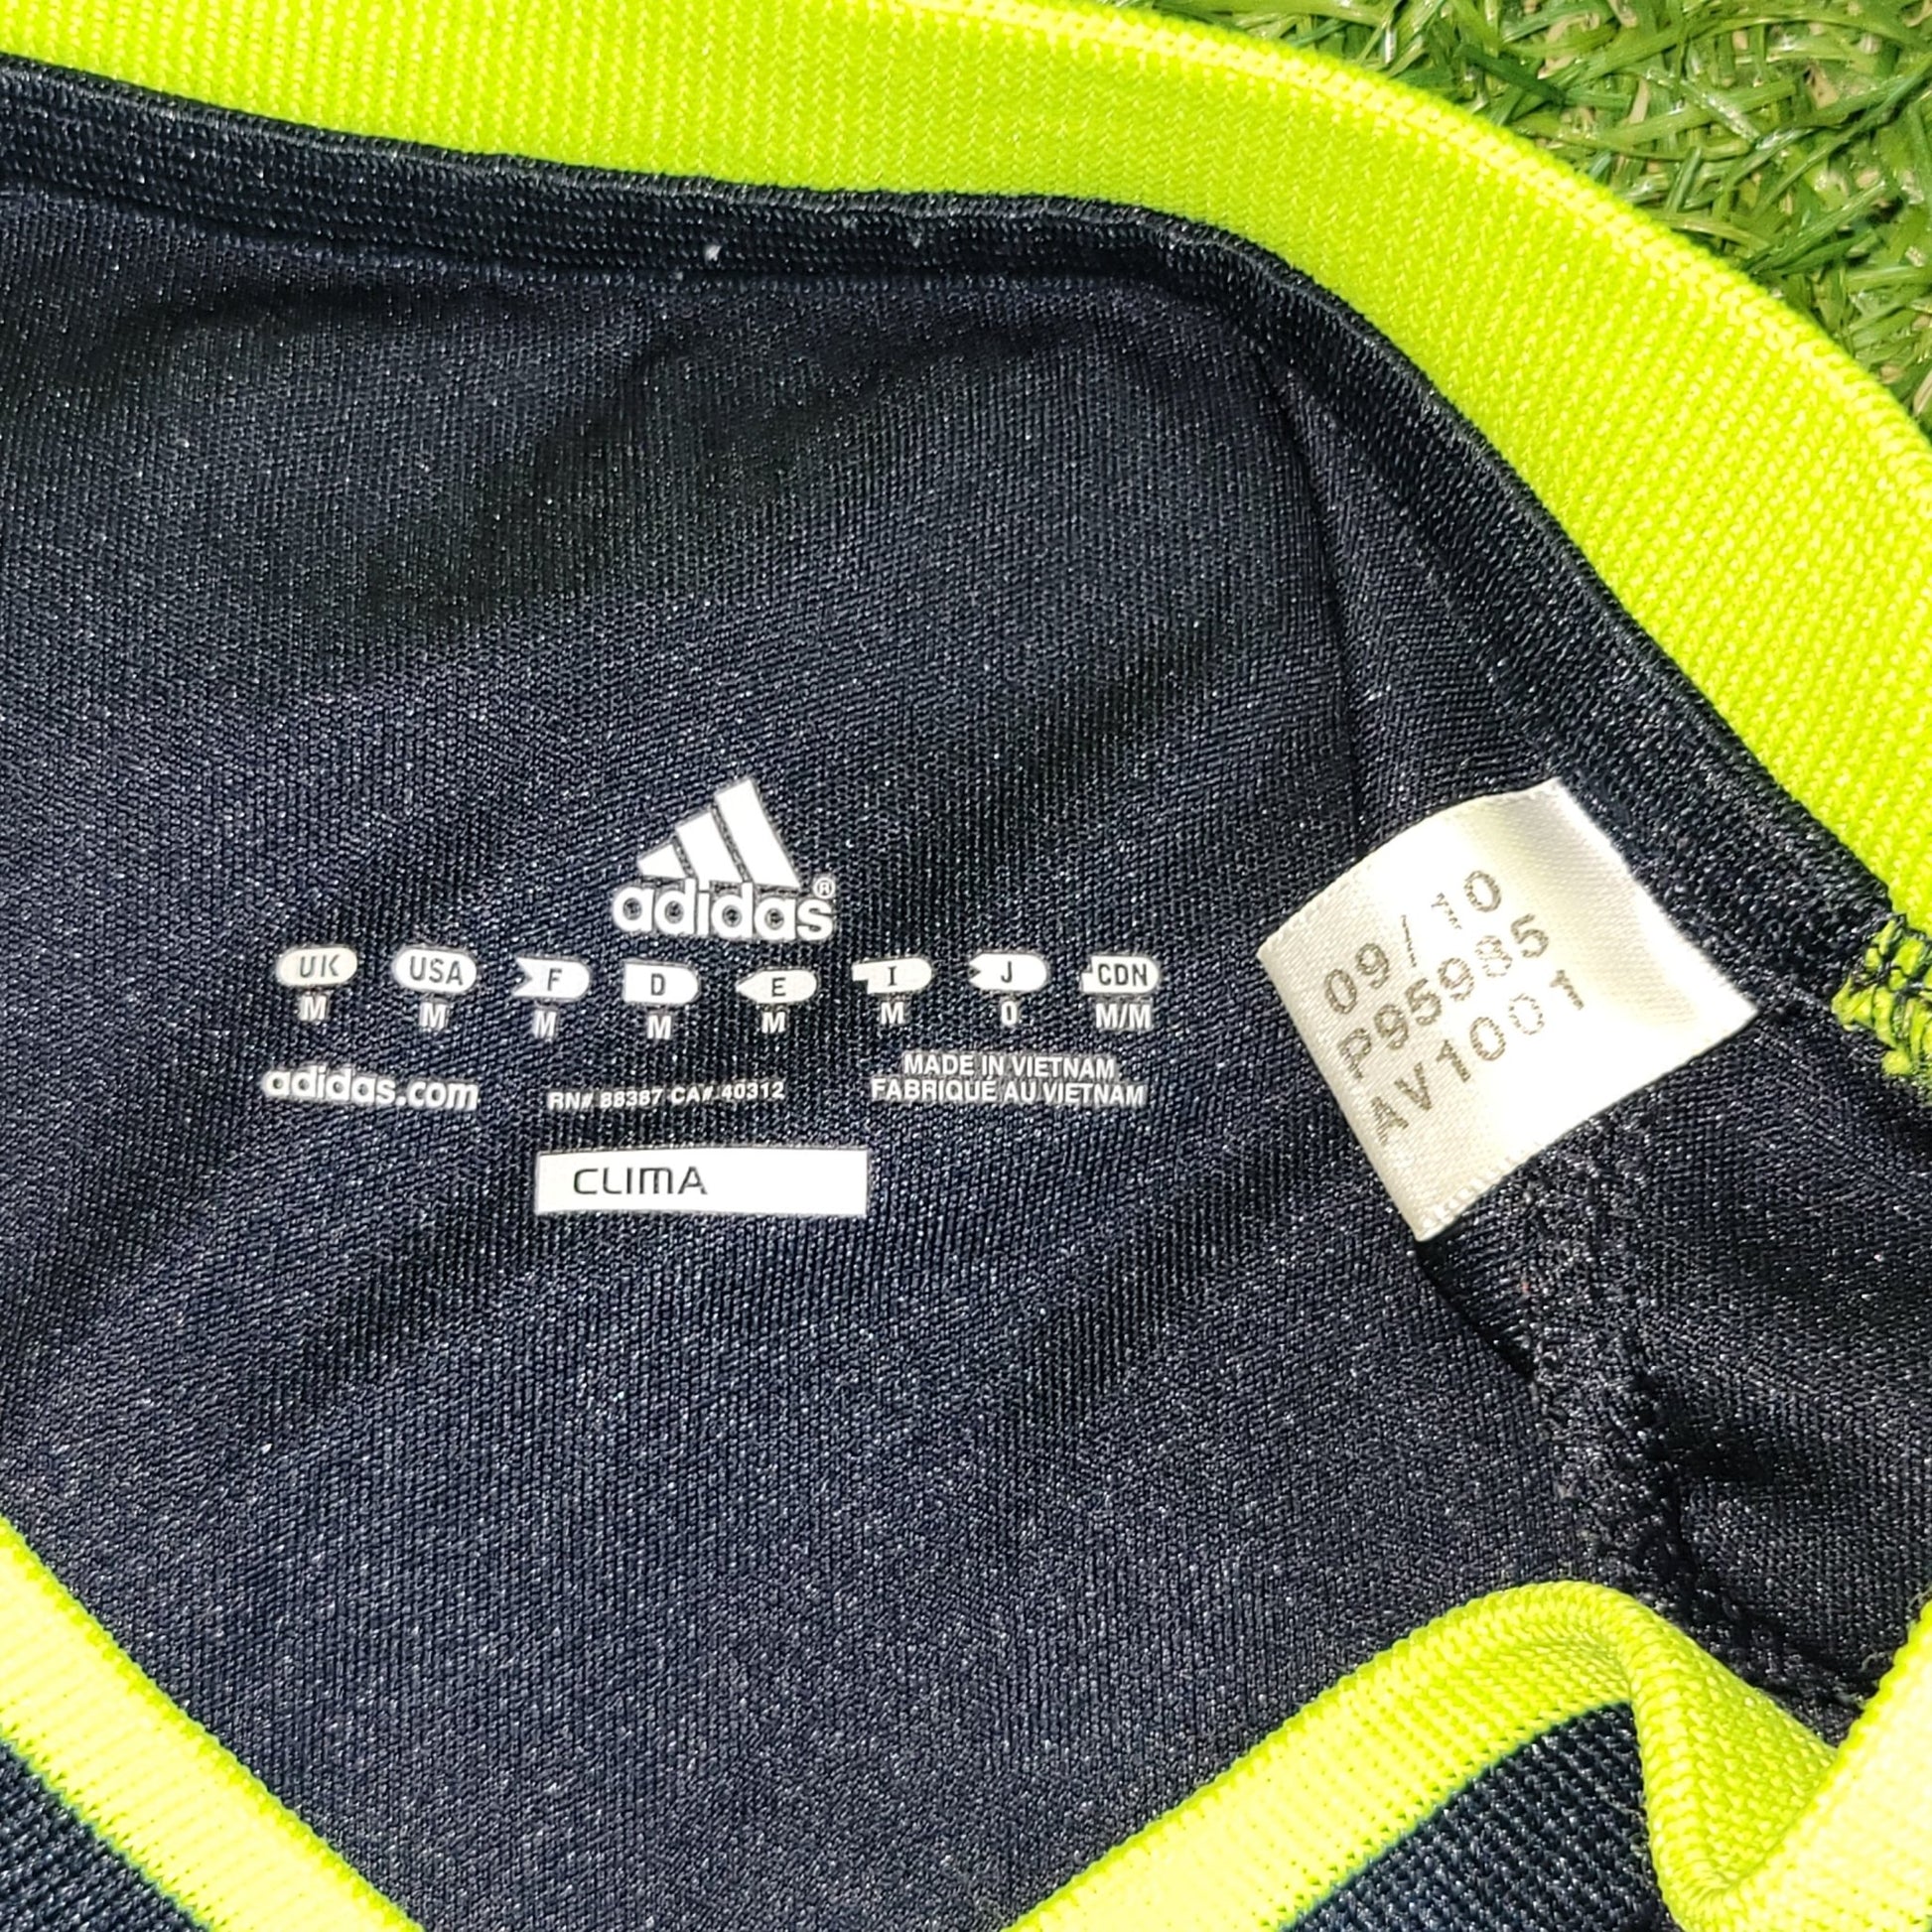 adidas®
UK USA F D E I J CDN
M M M M M M O M/M
adidas.com
RN# 88387 CA# 40312
MADE IN VIETNAM
FABRIQUÉ AU VIETNAM
CLIMA
09/10
P95985
AV1001